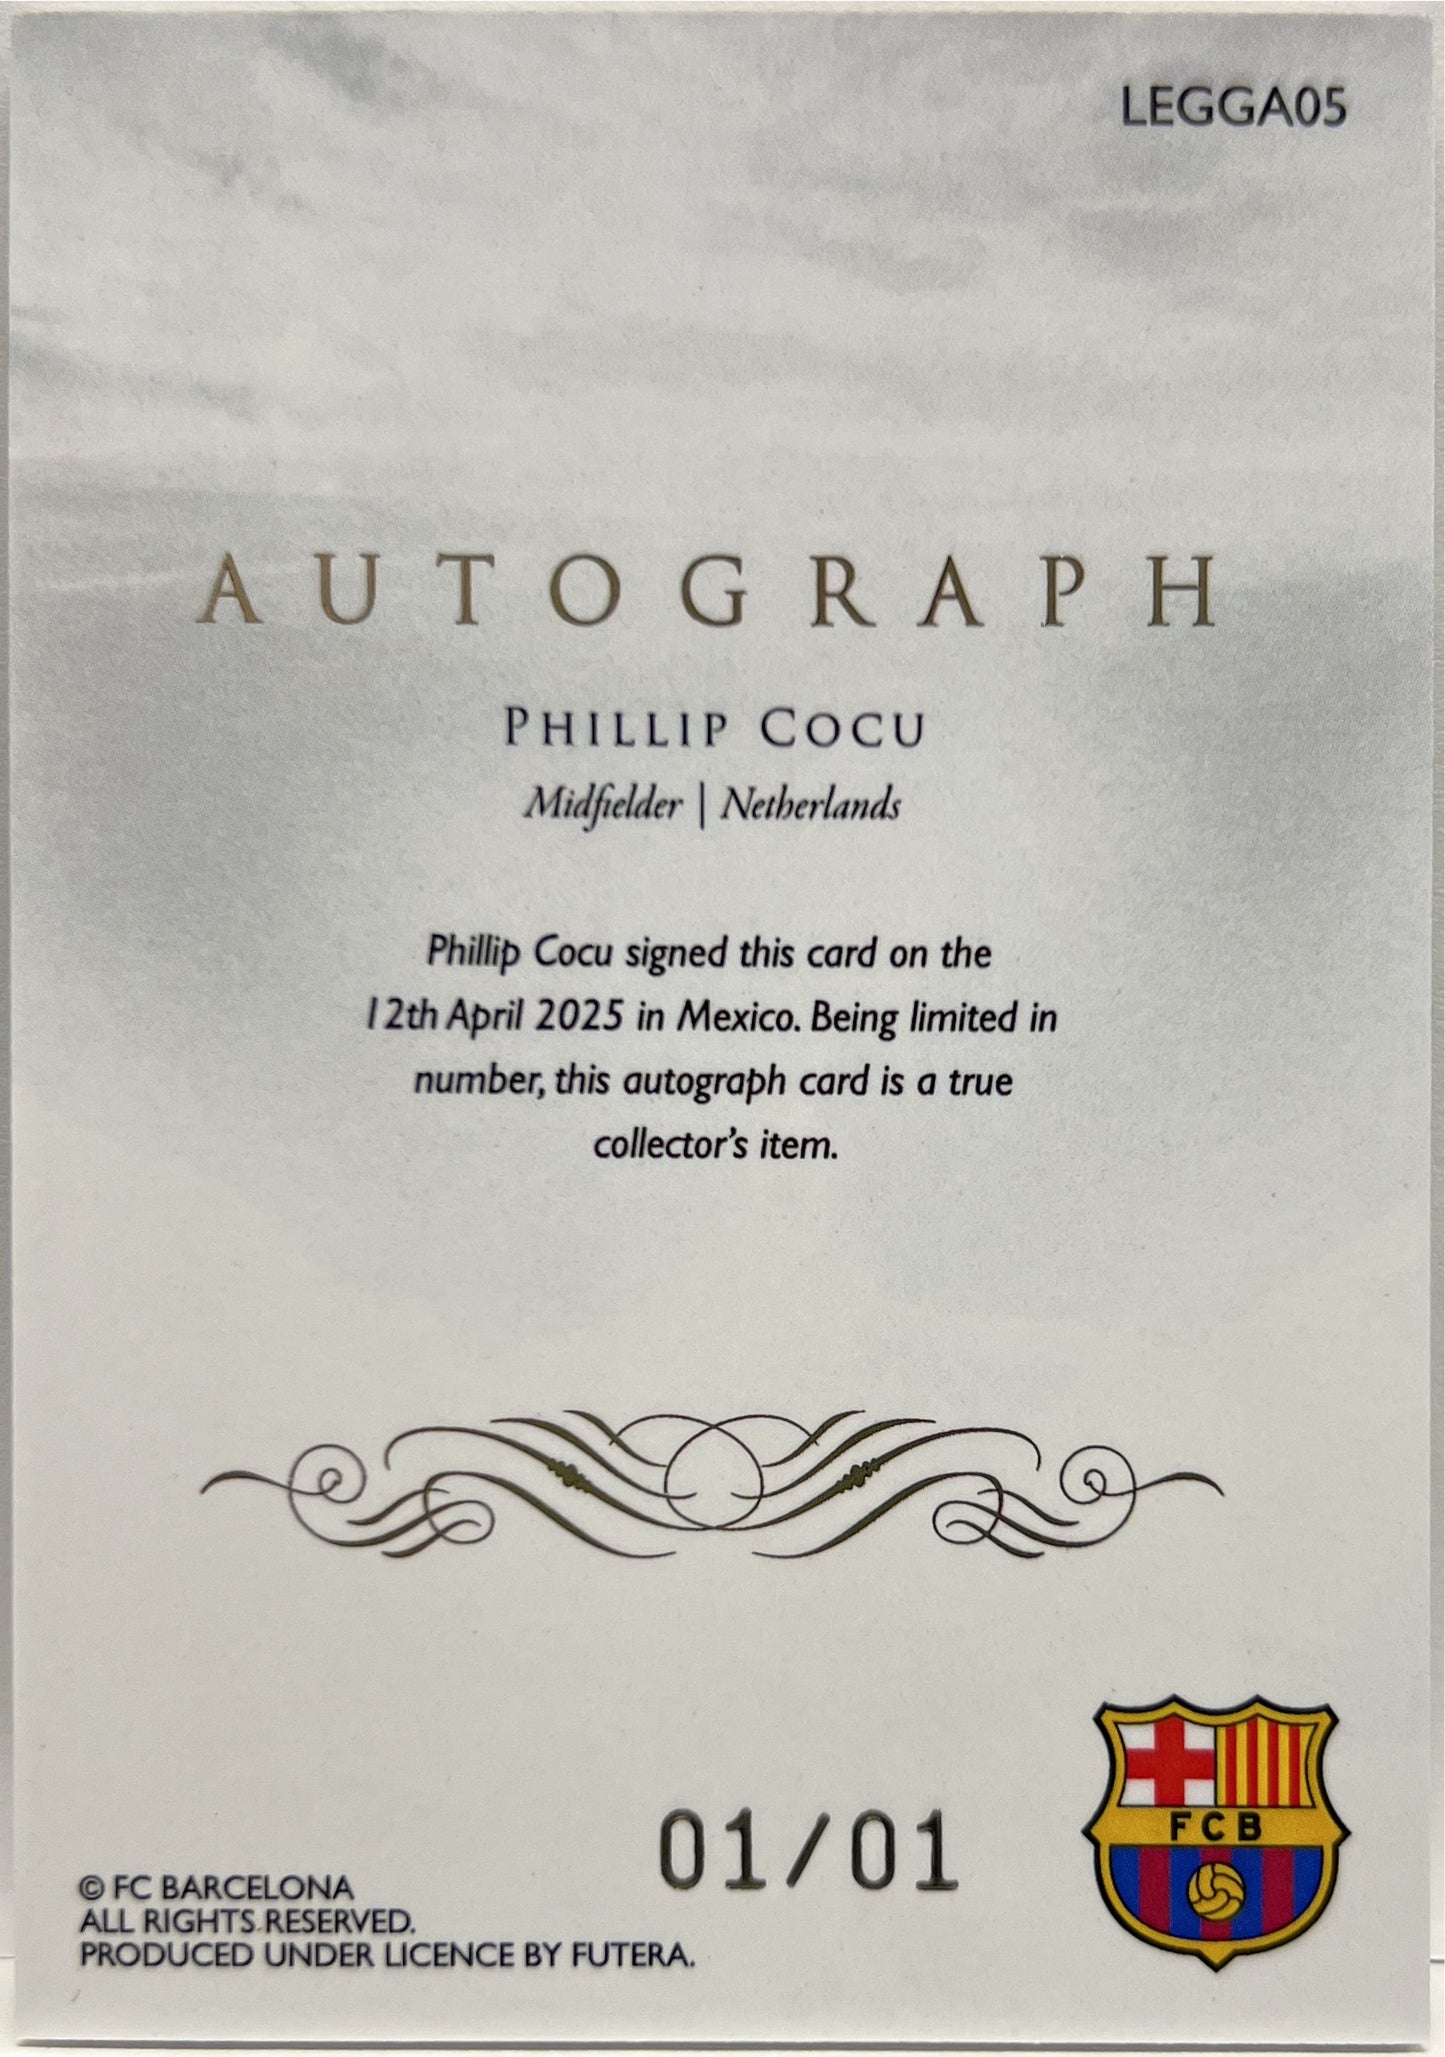 LEGGA05
AUTOGRAPH
PHILLIP COCU
Midfielder | Netherlands
Phillip Cocu signed this card on the
12th April 2025 in Mexico. Being limited in
number, this autograph card is a true
collector's item.
01/01
FCB
© FC BARCELONA
ALL RIGHTS RESERVED.
PRODUCED UNDER LICENCE BY FUTERA.